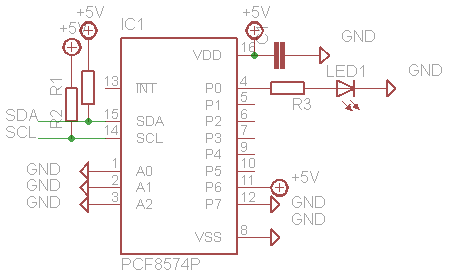 +5V IC1 +5V
+5V
GND
16 VDD
R1 13 INT P0 4 LED1 GND
R2 P1 5 R3
SDA 15 SDA P2 6
SCL 14 SCL P3 7
P4 9
GND 1 A0 P5 10
GND 2 A1 P6 11 +5V
GND 3 A2 P7 12 GND
GND
VSS 8
PCF8574P